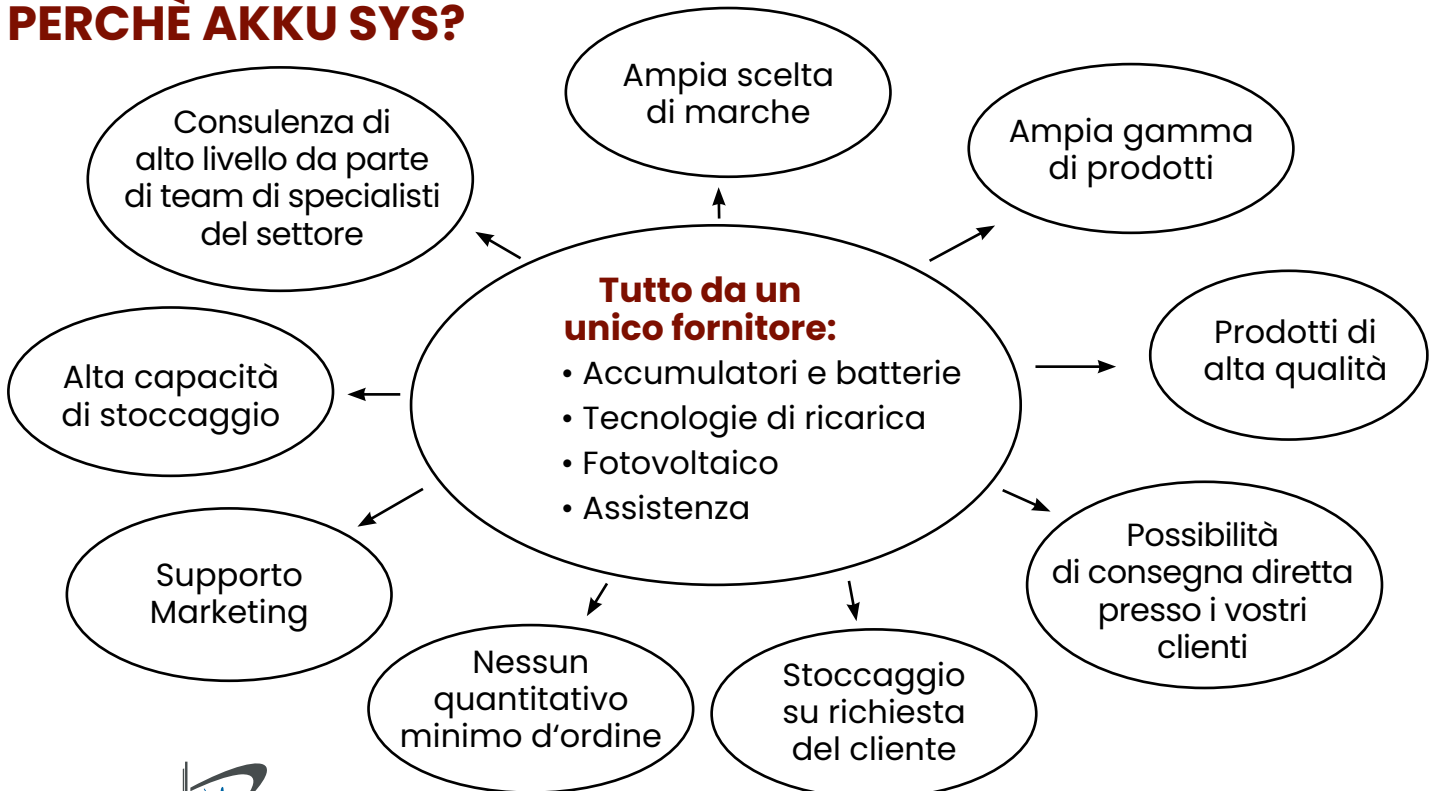 PERCHÈ AKKU SYS?
Ampia scelta
di marche
Consulenza di
alto livello da parte
di team di specialisti
del settore
Ampia gamma
di prodotti
Tutto da un
unico fornitore:
• Accumulatori e batterie
• Tecnologie di ricarica
• Fotovoltaico
• Assistenza
Prodotti di
alta qualità
Alta capacità
di stoccaggio
Possibilità
di consegna diretta
presso i vostri
clienti
Supporto
Marketing
Nessun
quantitativo
minimo d‘ordine
Stoccaggio
su richiesta
del cliente